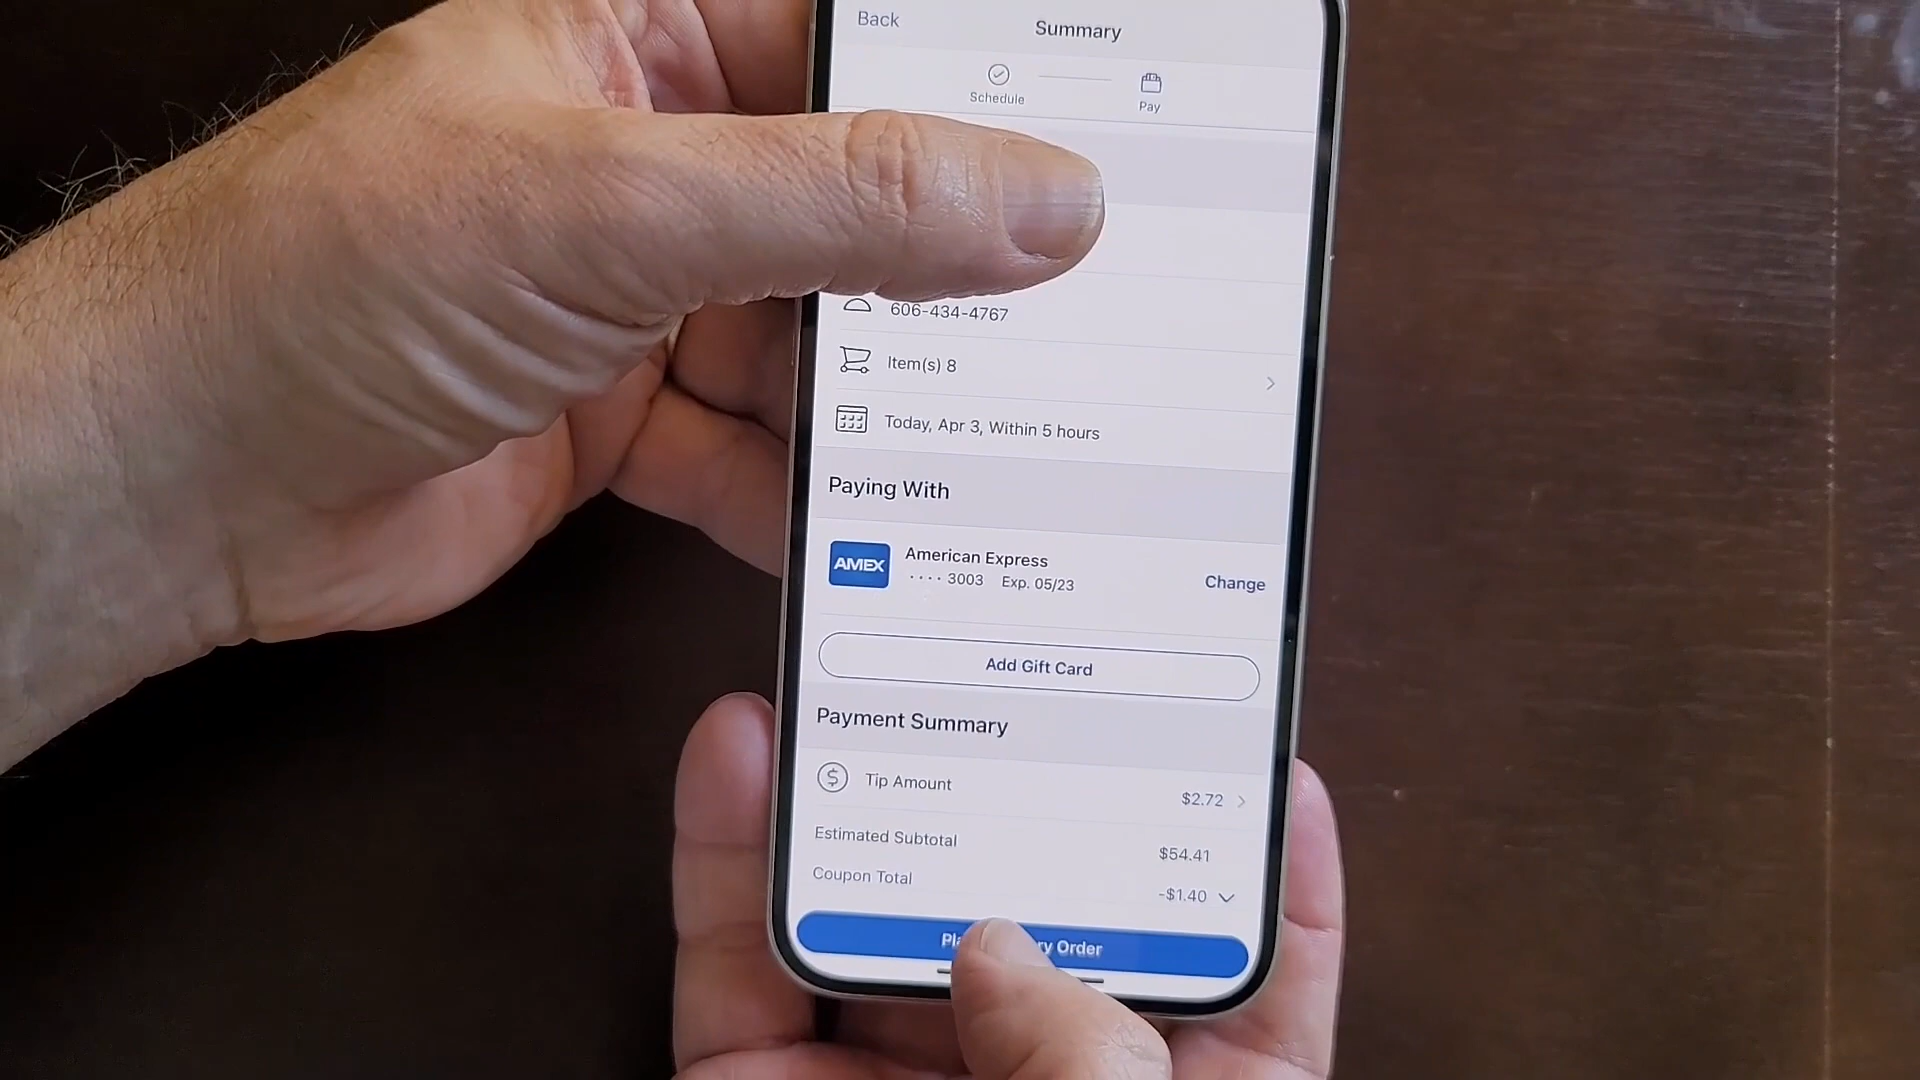 Back
Summary
Schedule
Pay
606-434-4767
Item(s) 8
Today, Apr 3, Within 5 hours
Paying With
AMEX
American Express
Change
···· 3003 Exp. 05/23
Add Gift Card
Payment Summary
Tip Amount $2.72
Estimated Subtotal $54.41
Coupon Total -$1.40
Order